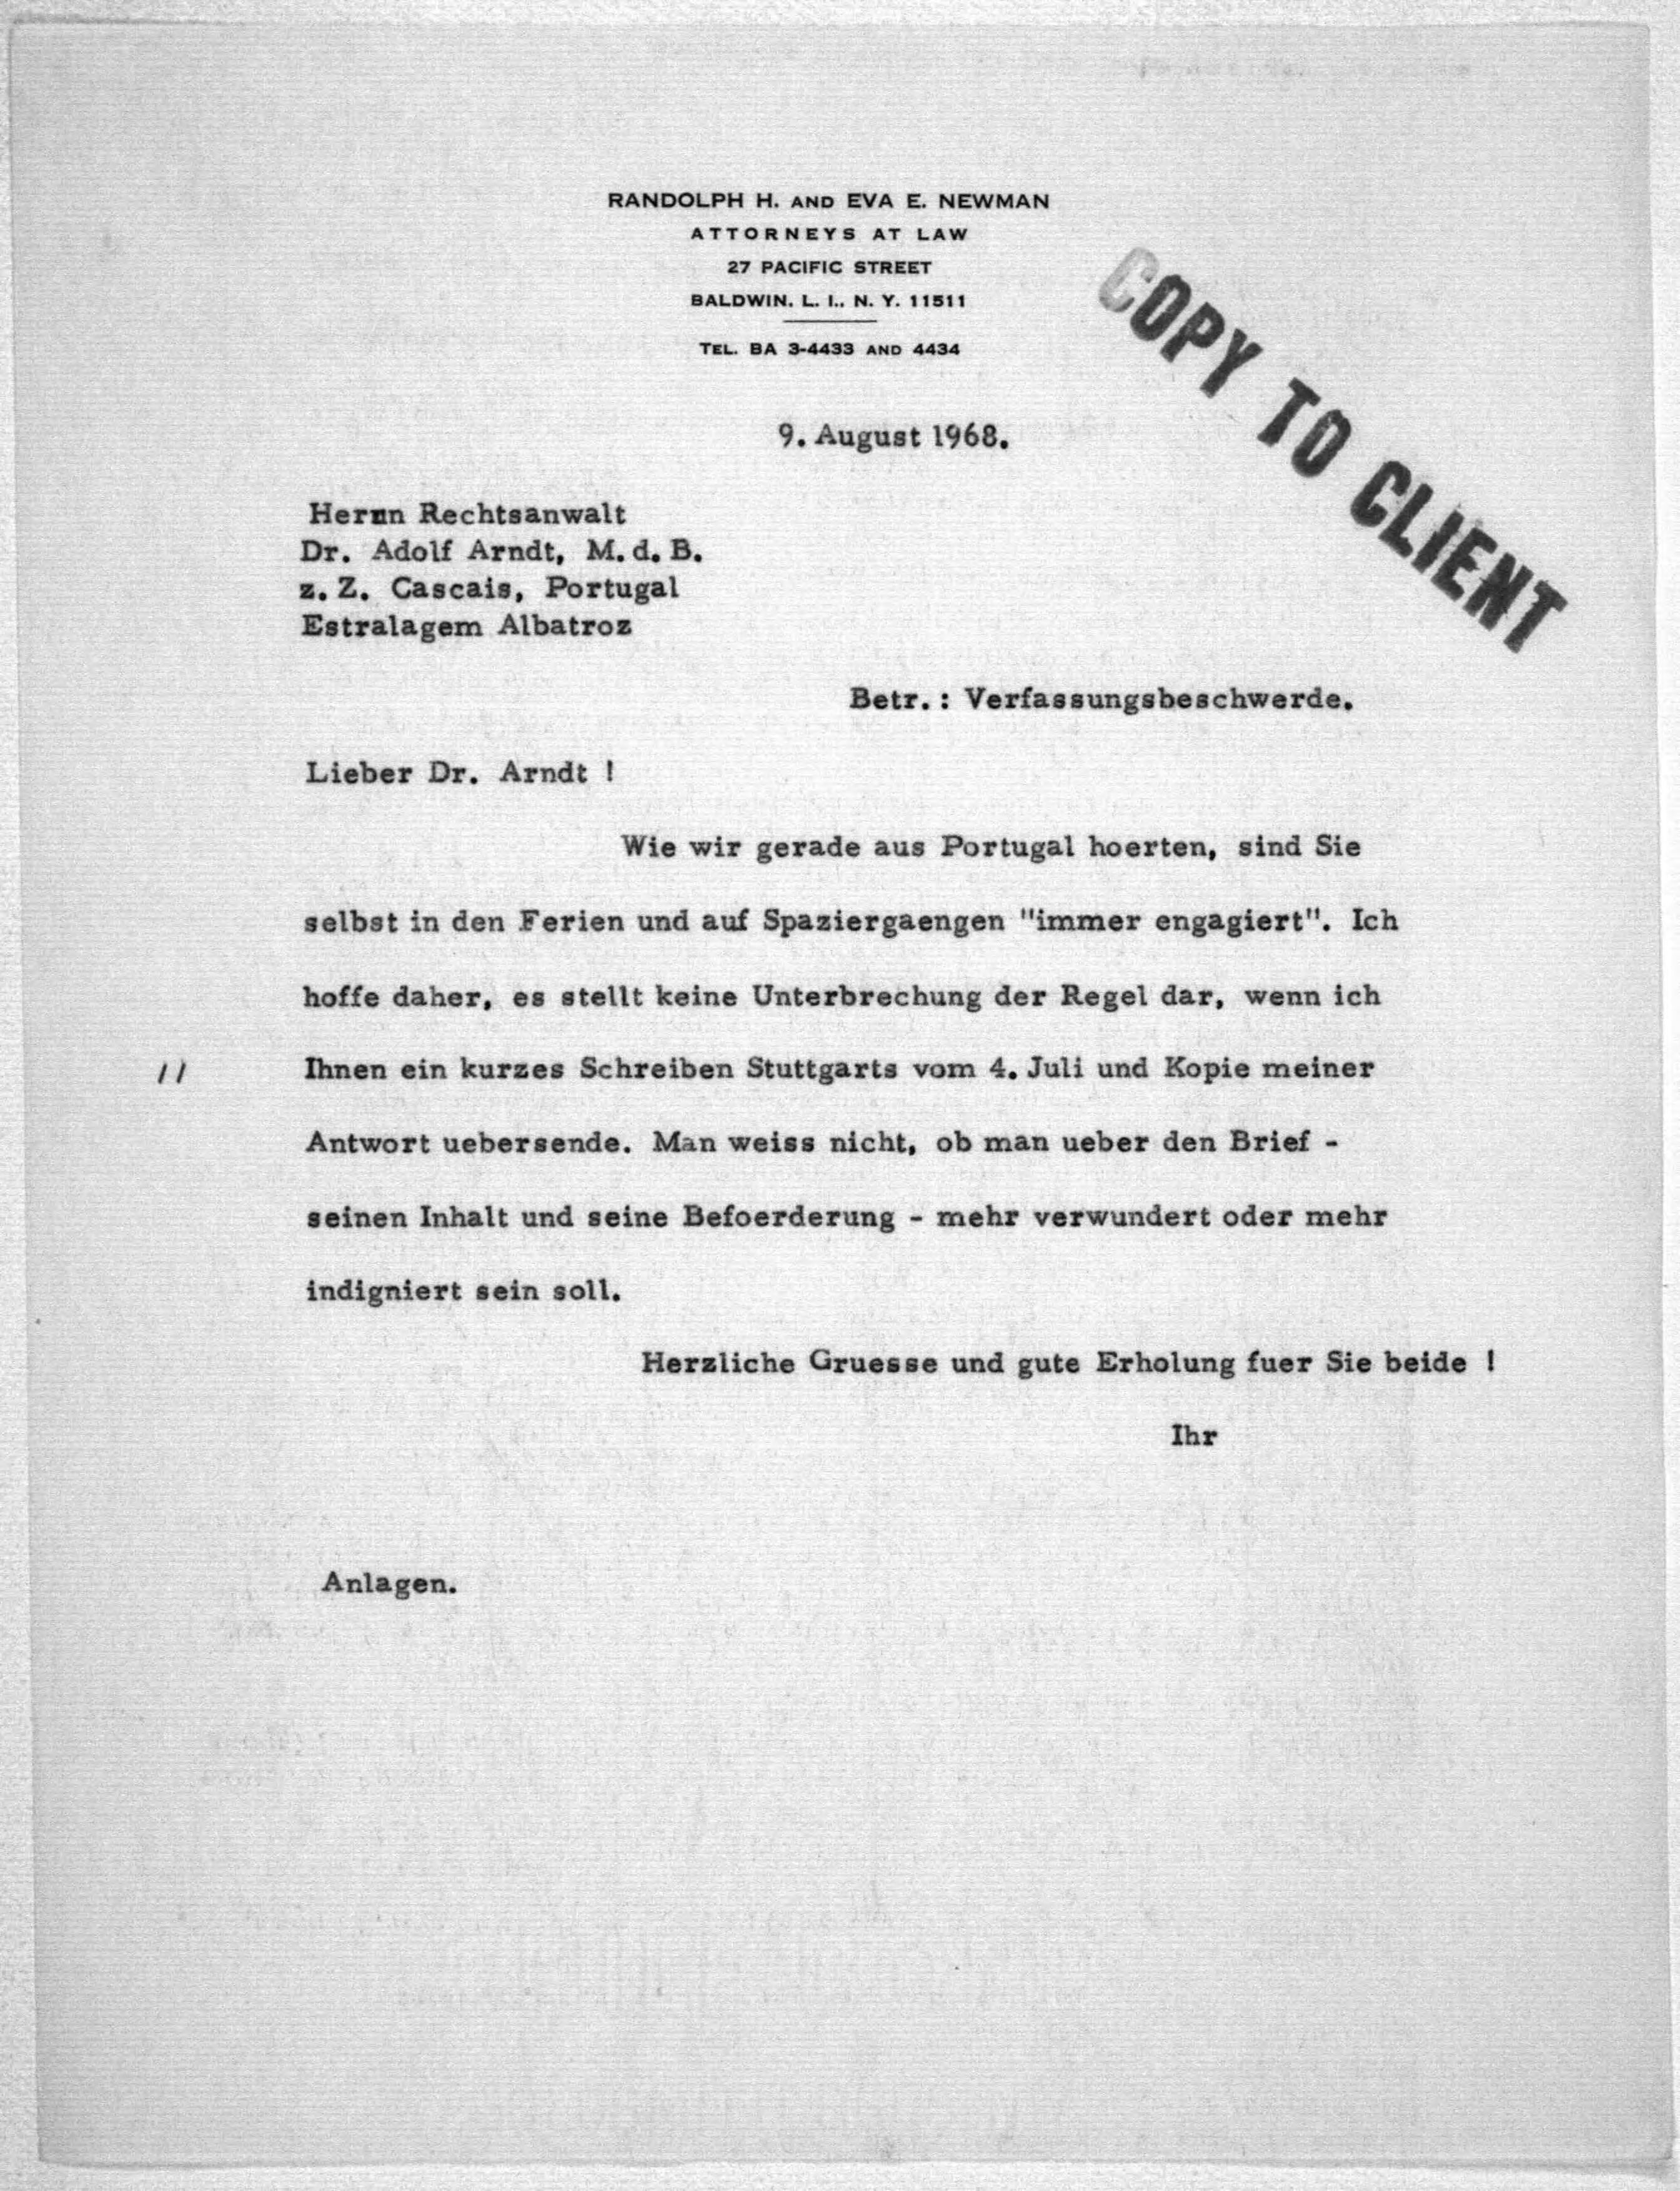 RANDOLPH H. AND EVA E. NEWMAN
ATTORNEYS AT LAW
27 PACIFIC STREET
BALDWIN, L. I., N. Y. 11511
TEL. BA 3-4433 AND 4434
COPY TO CLIENT
9. August 1968.
Herrn Rechtsanwalt
Dr. Adolf Arndt, M. d. B.
z. Z. Cascais, Portugal
Estralagem Albatroz
Betr. : Verfassungsbeschwerde.
Lieber Dr. Arndt !
Wie wir gerade aus Portugal hoerten, sind Sie
selbst in den Ferien und auf Spaziergaengen "immer engagiert". Ich
hoffe daher, es stellt keine Unterbrechung der Regel dar, wenn ich
// Ihnen ein kurzes Schreiben Stuttgarts vom 4. Juli und Kopie meiner
Antwort uebersende. Man weiss nicht, ob man ueber den Brief -
seinen Inhalt und seine Befoerderung - mehr verwundert oder mehr
indigniert sein soll.
Herzliche Gruesse und gute Erholung fuer Sie beide !
Ihr
Anlagen.